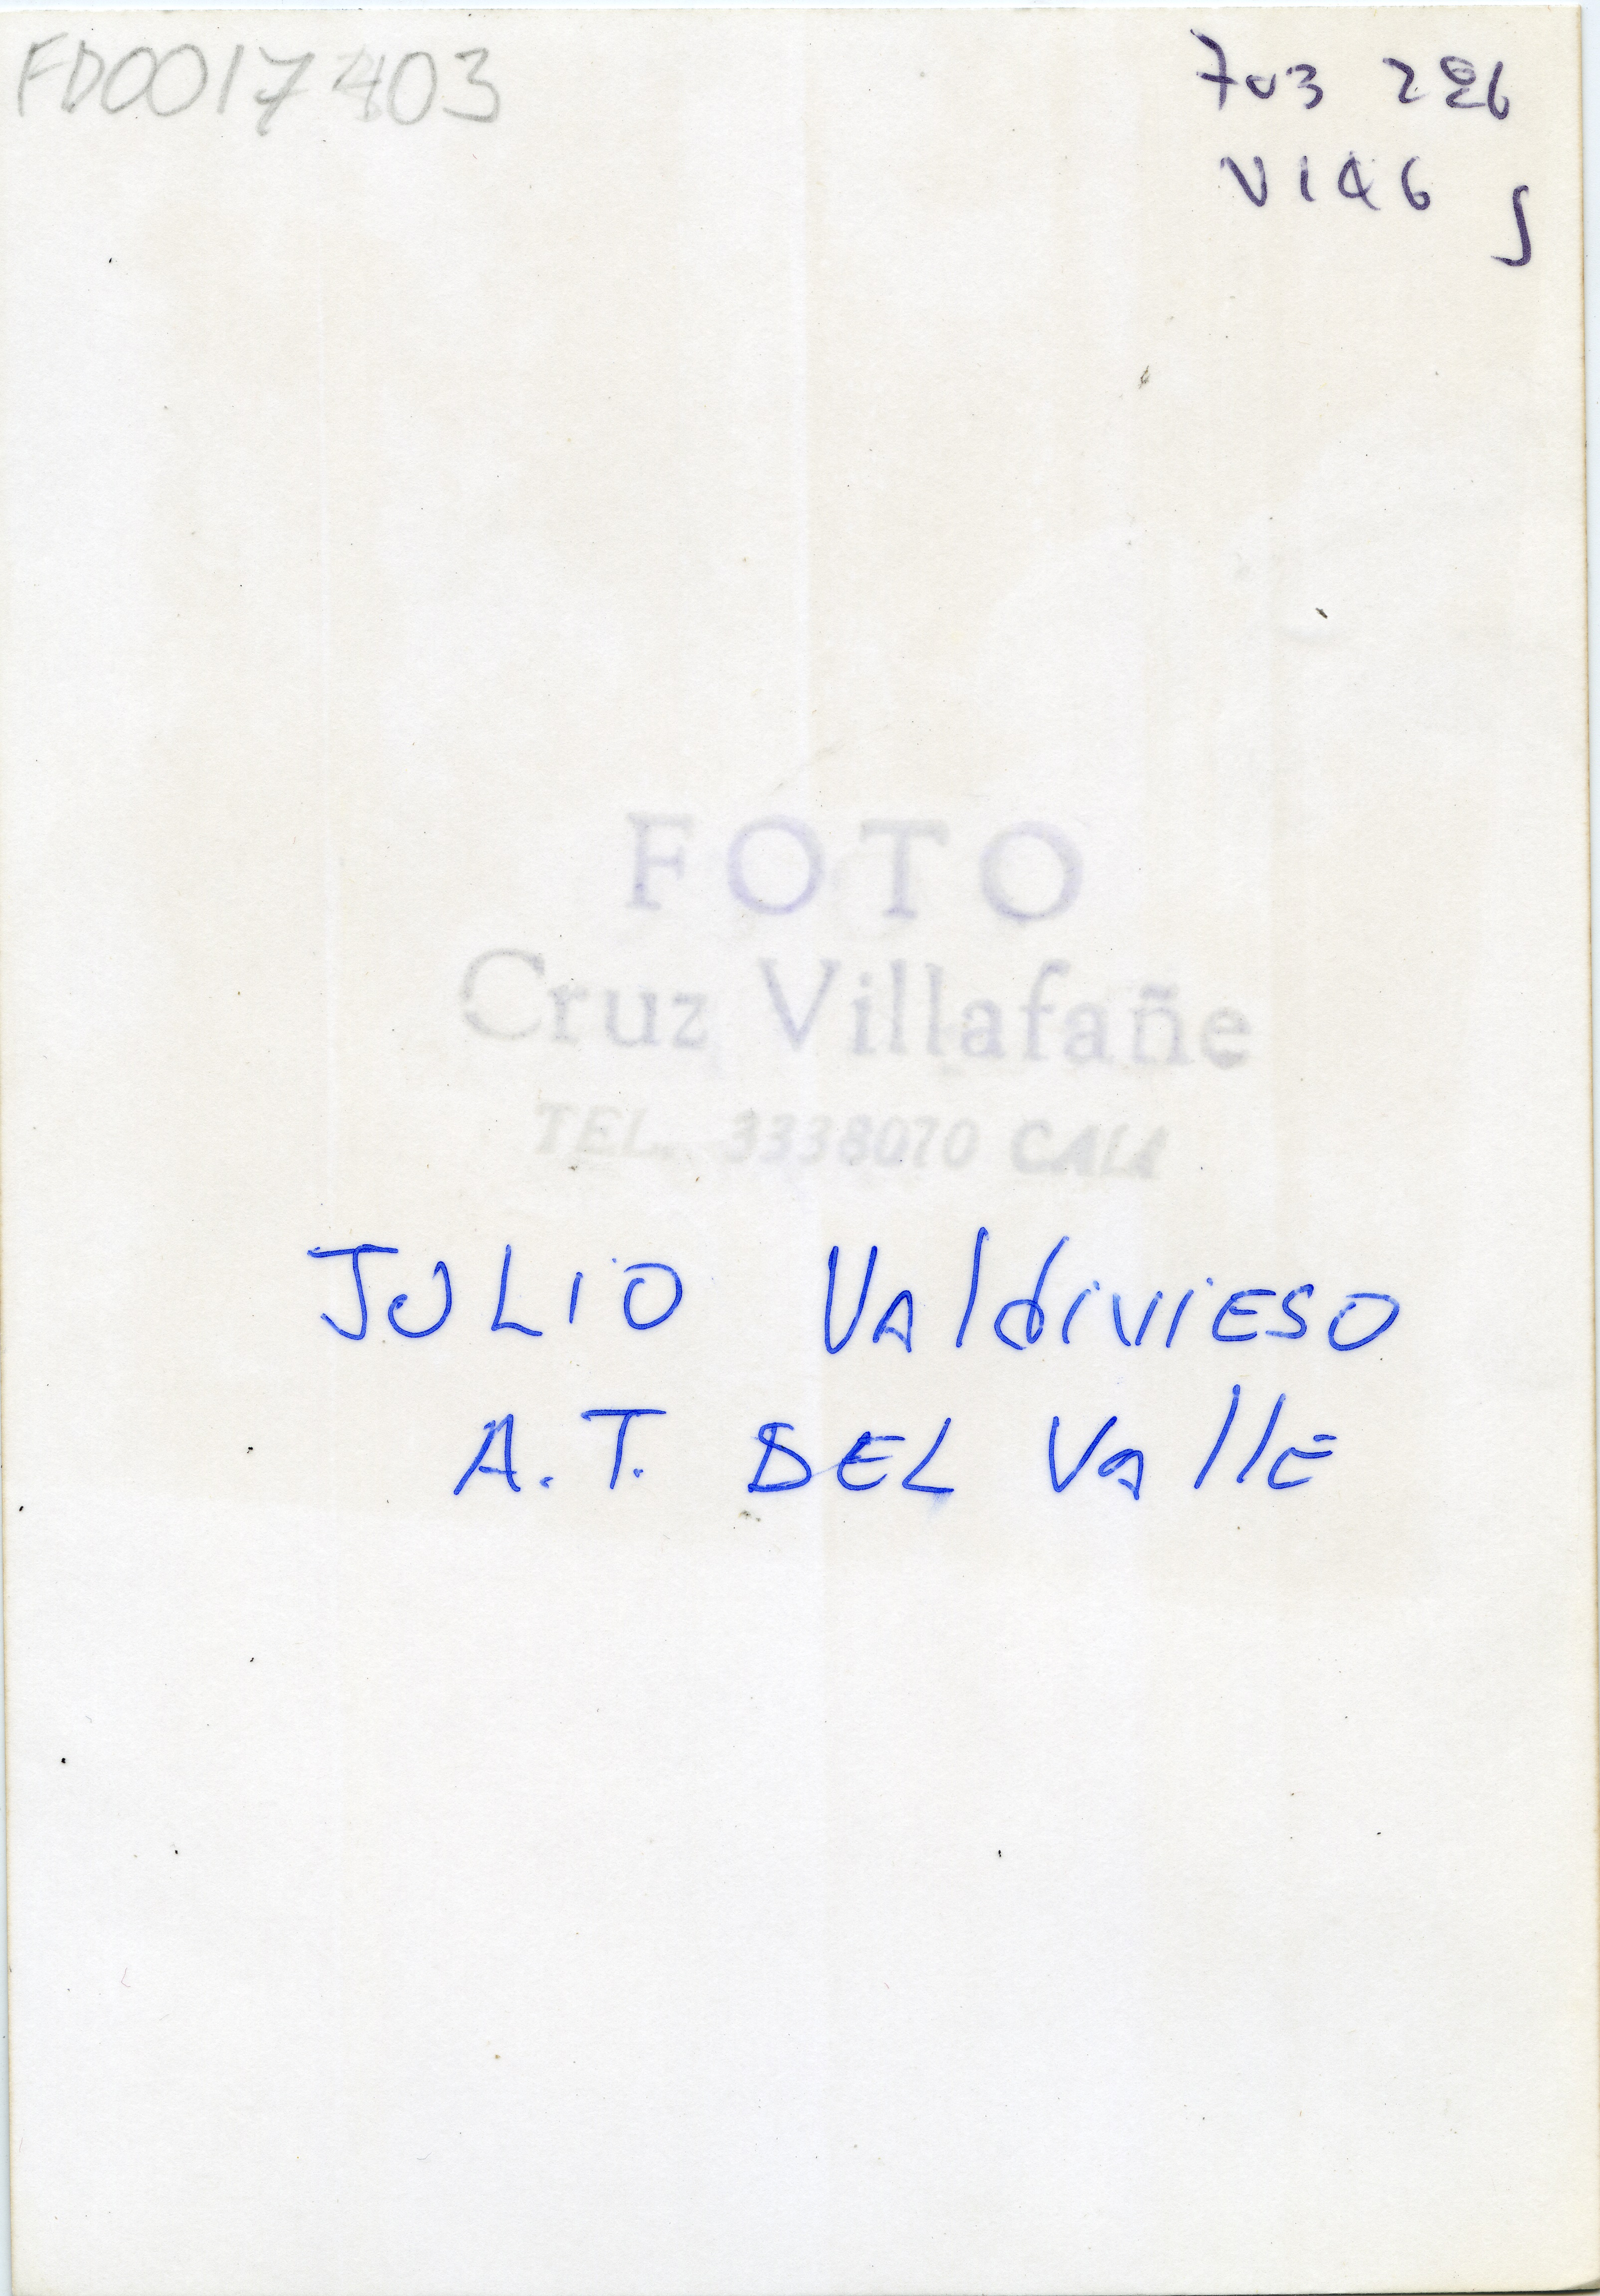 FD0017403
703 226
V146 J
FOTO
Cruz Villafañe
TEL. 3338070 CALI
JULIO VAldiVIESO
A.T. DEL VAllE